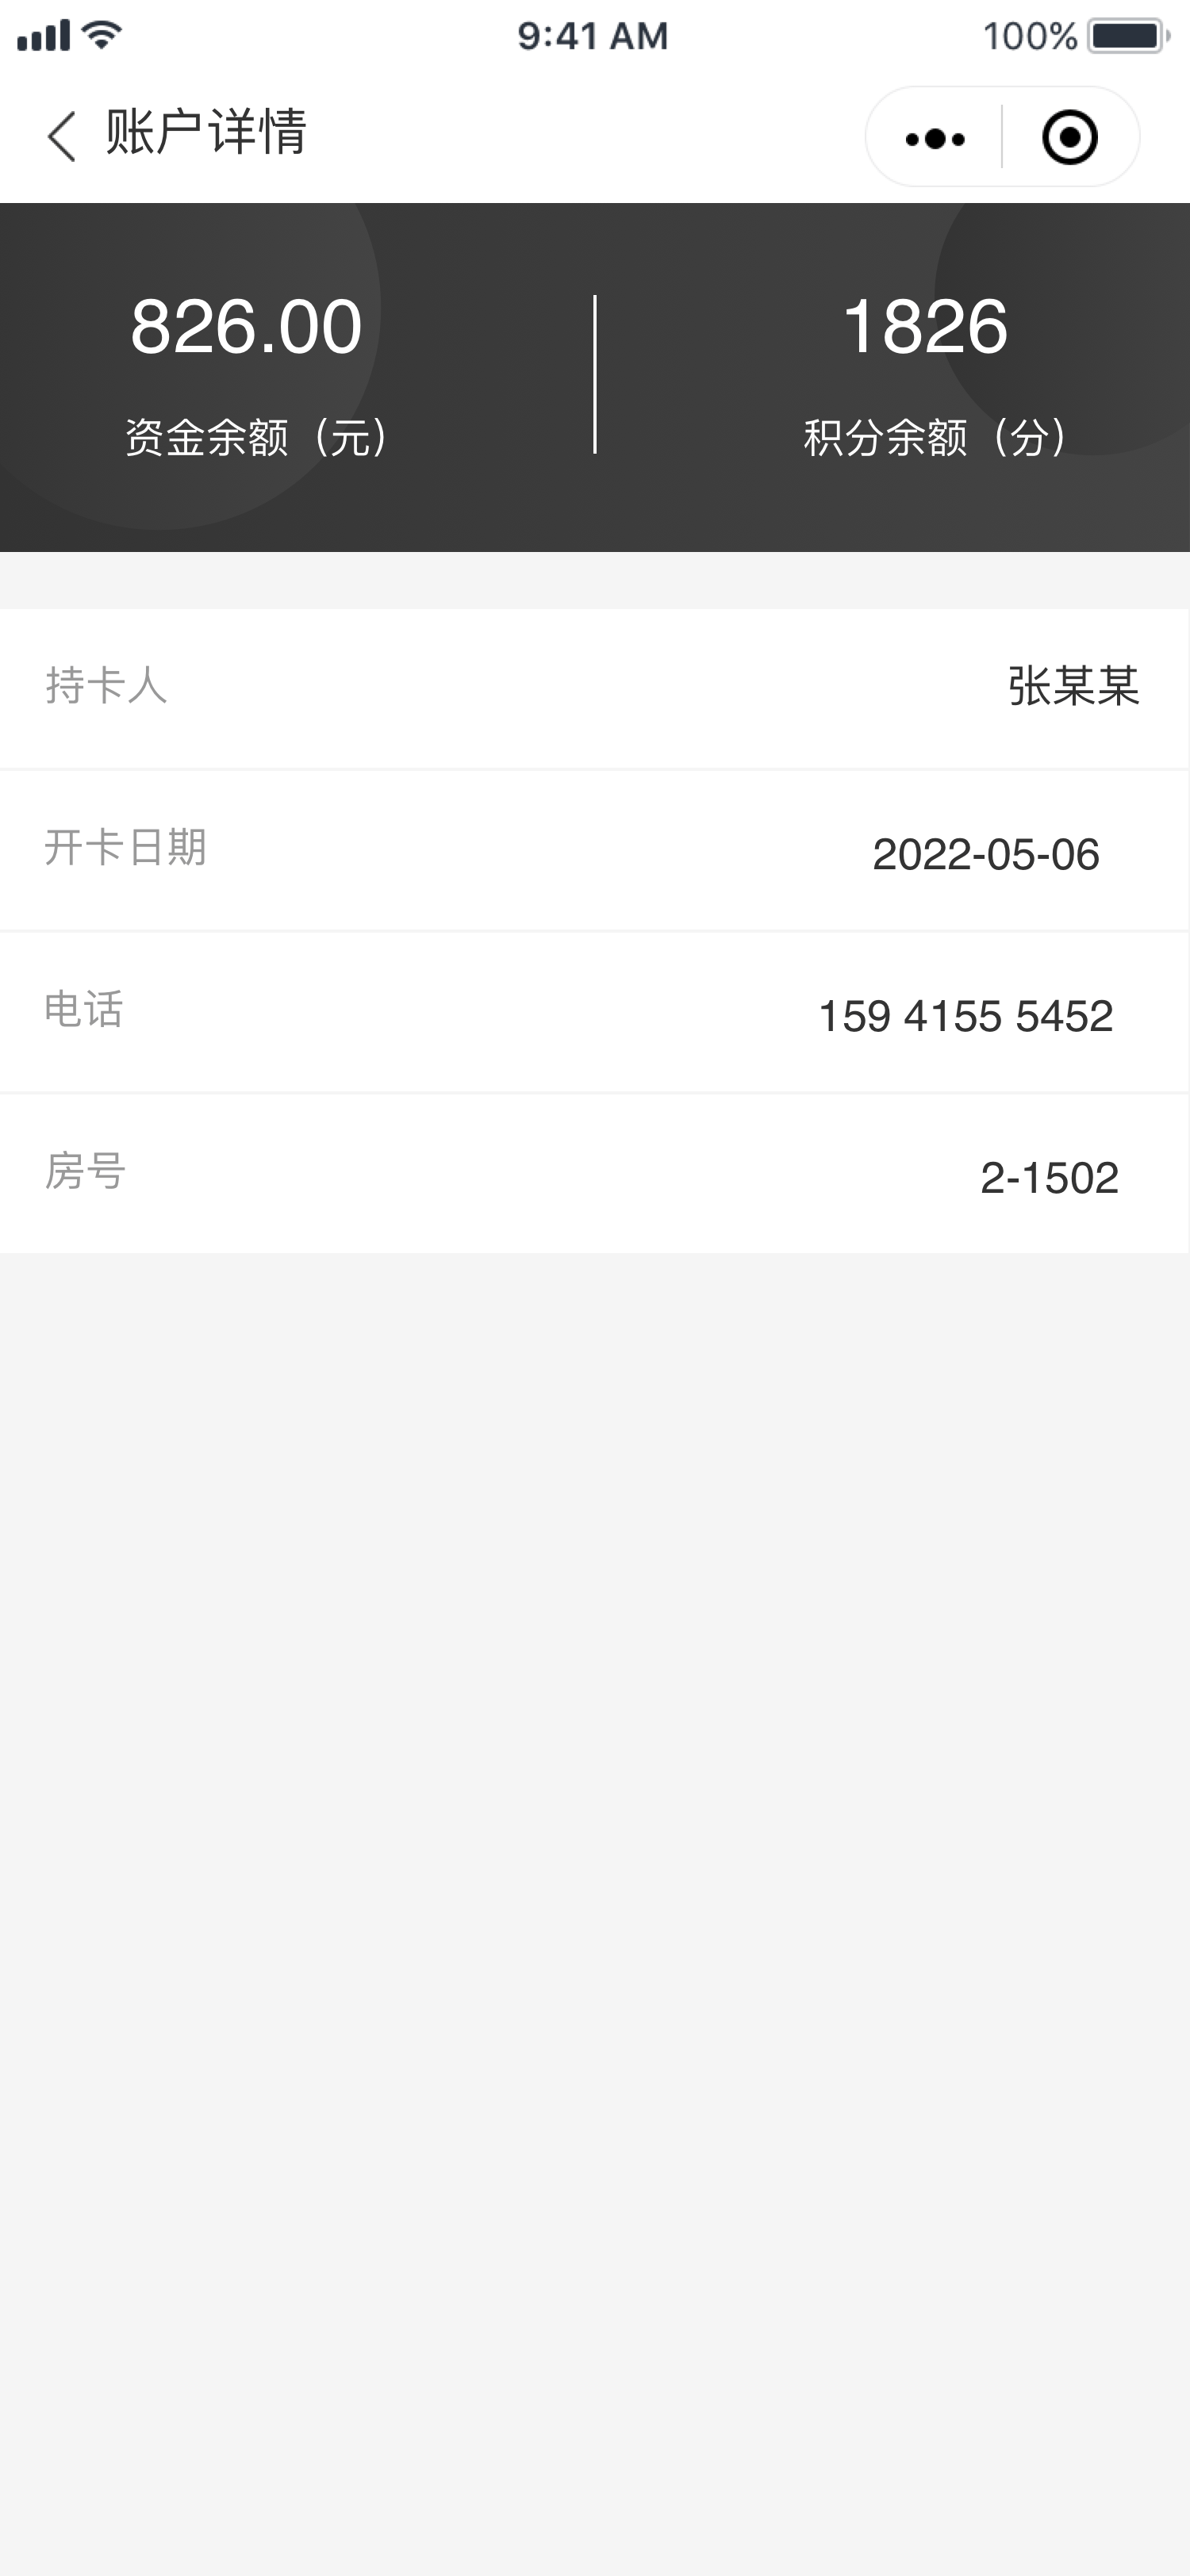 9:41 AM 100%
账户详情
826.00 1826
资金余额（元） 积分余额（分）
持卡人 张某某
开卡日期 2022-05-06
电话 159 4155 5452
房号 2-1502